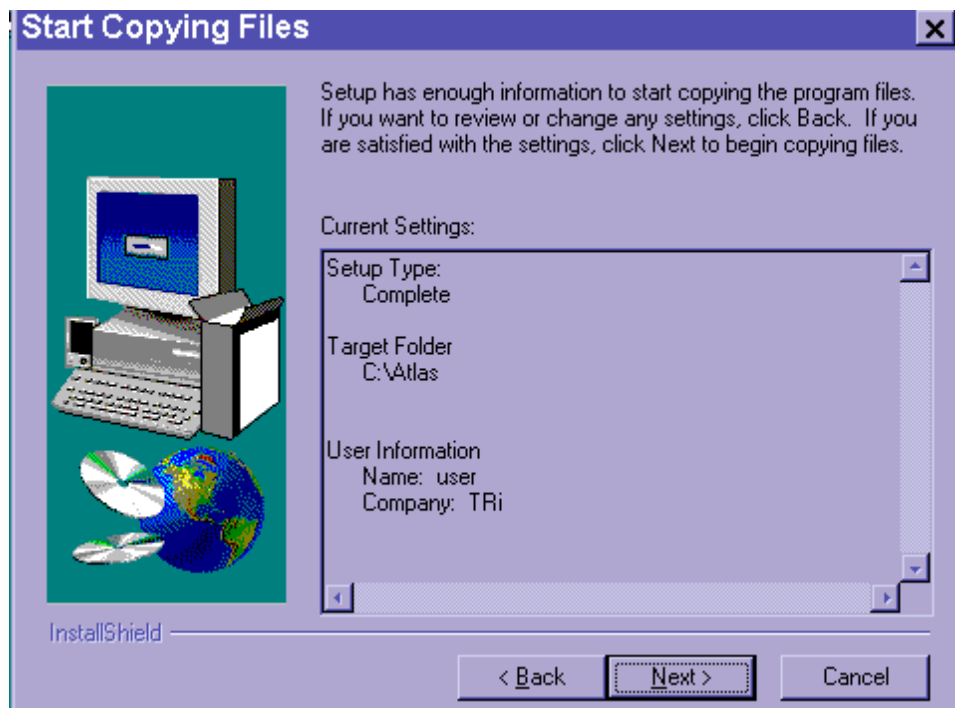 Start Copying Files
Setup has enough information to start copying the program files.
If you want to review or change any settings, click Back. If you
are satisfied with the settings, click Next to begin copying files.
Current Settings:
Setup Type:
Complete
Target Folder
C:\Atlas
User Information
Name: user
Company: TRi
InstallShield
< Back
Next >
Cancel